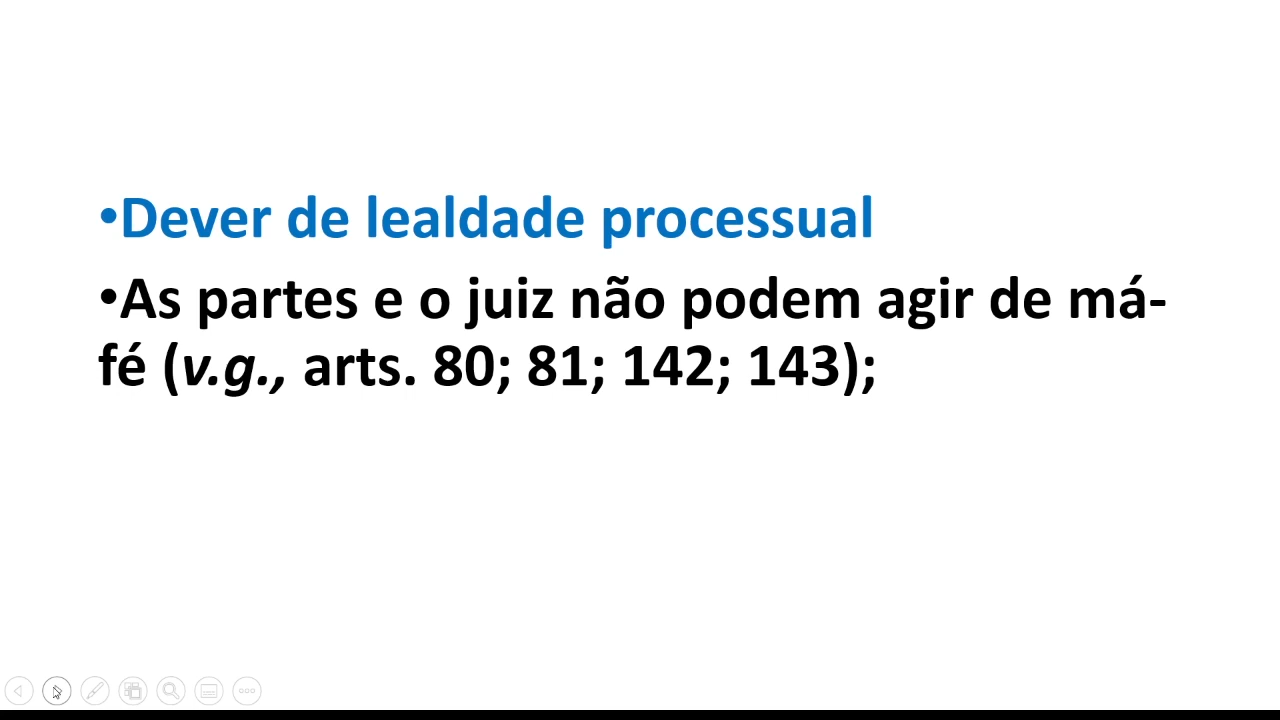 •Dever de lealdade processual
•As partes e o juiz não podem agir de má-
fé (v.g., arts. 80; 81; 142; 143);